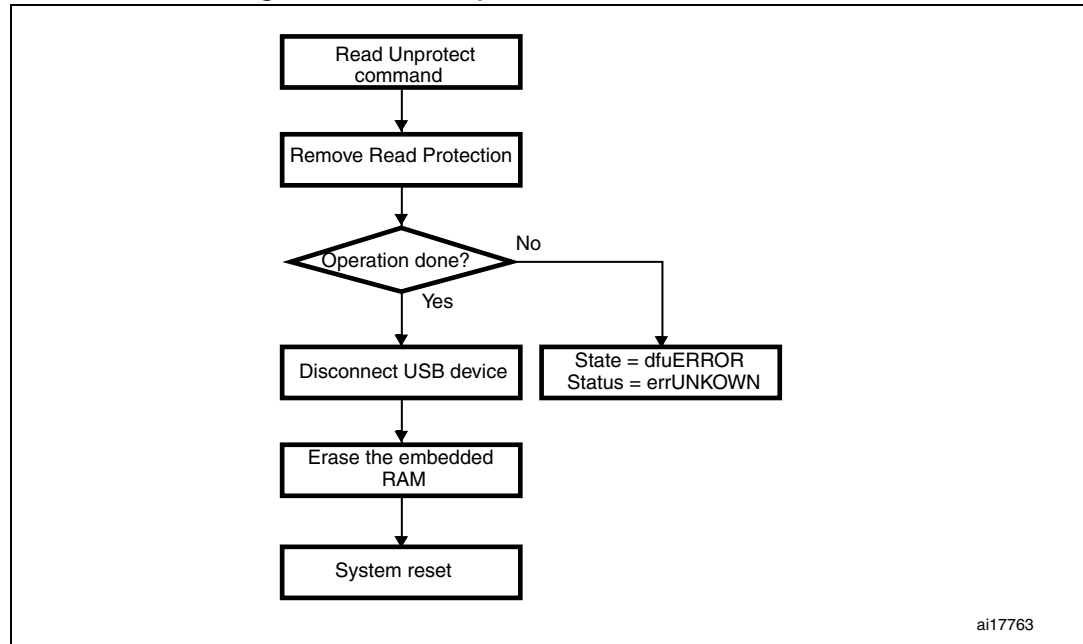 Read Unprotect
command
Remove Read Protection
Operation done?
No
Yes
Disconnect USB device
State = dfuERROR
Status = errUNKOWN
Erase the embedded
RAM
System reset
ai17763